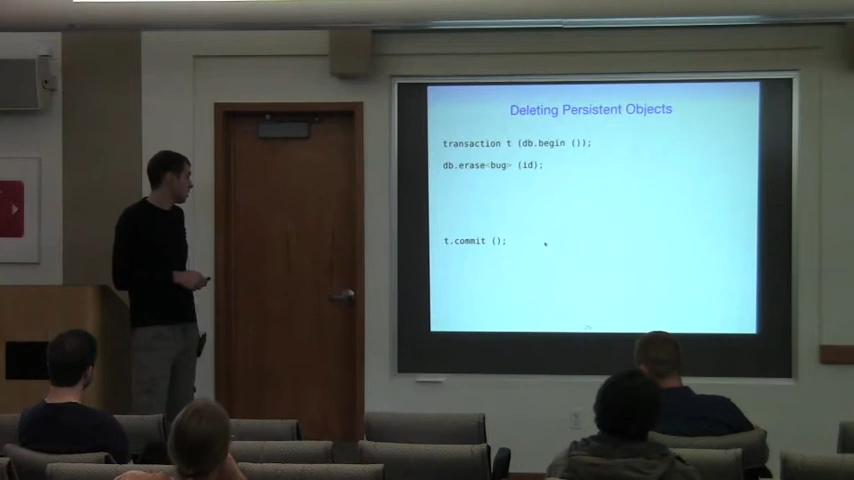 Deleting Persistent Objects
transaction t (db.begin ());
db.erase<bug> (id);
t.commit ();